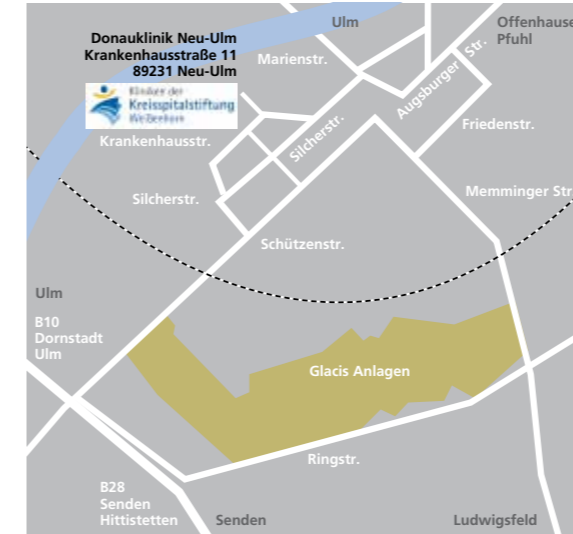 Donauklinik Neu-Ulm
Krankenhausstraße 11
89231 Neu-Ulm
Kliniken der
Kreisspitalstiftung
Weißenhorn
Ulm
Offenhause
Pfuhl
Marienstr.
Augsburger Str.
Krankenhausstr.
Silcherstr.
Friedenstr.
Silcherstr.
Memminger Str.
Schützenstr.
Ulm
B10
Dornstadt
Ulm
Glacis Anlagen
Ringstr.
B28
Senden
Hittistetten
Senden
Ludwigsfeld